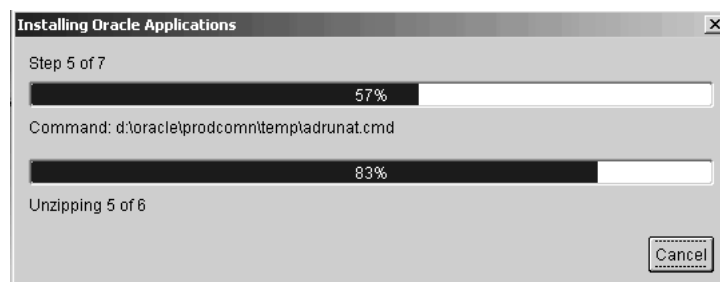 Installing Oracle Applications
Step 5 of 7
57%
Command: d:\oracle\prodcomn\temp\adrunat.cmd
83%
Unzipping 5 of 6
Cancel